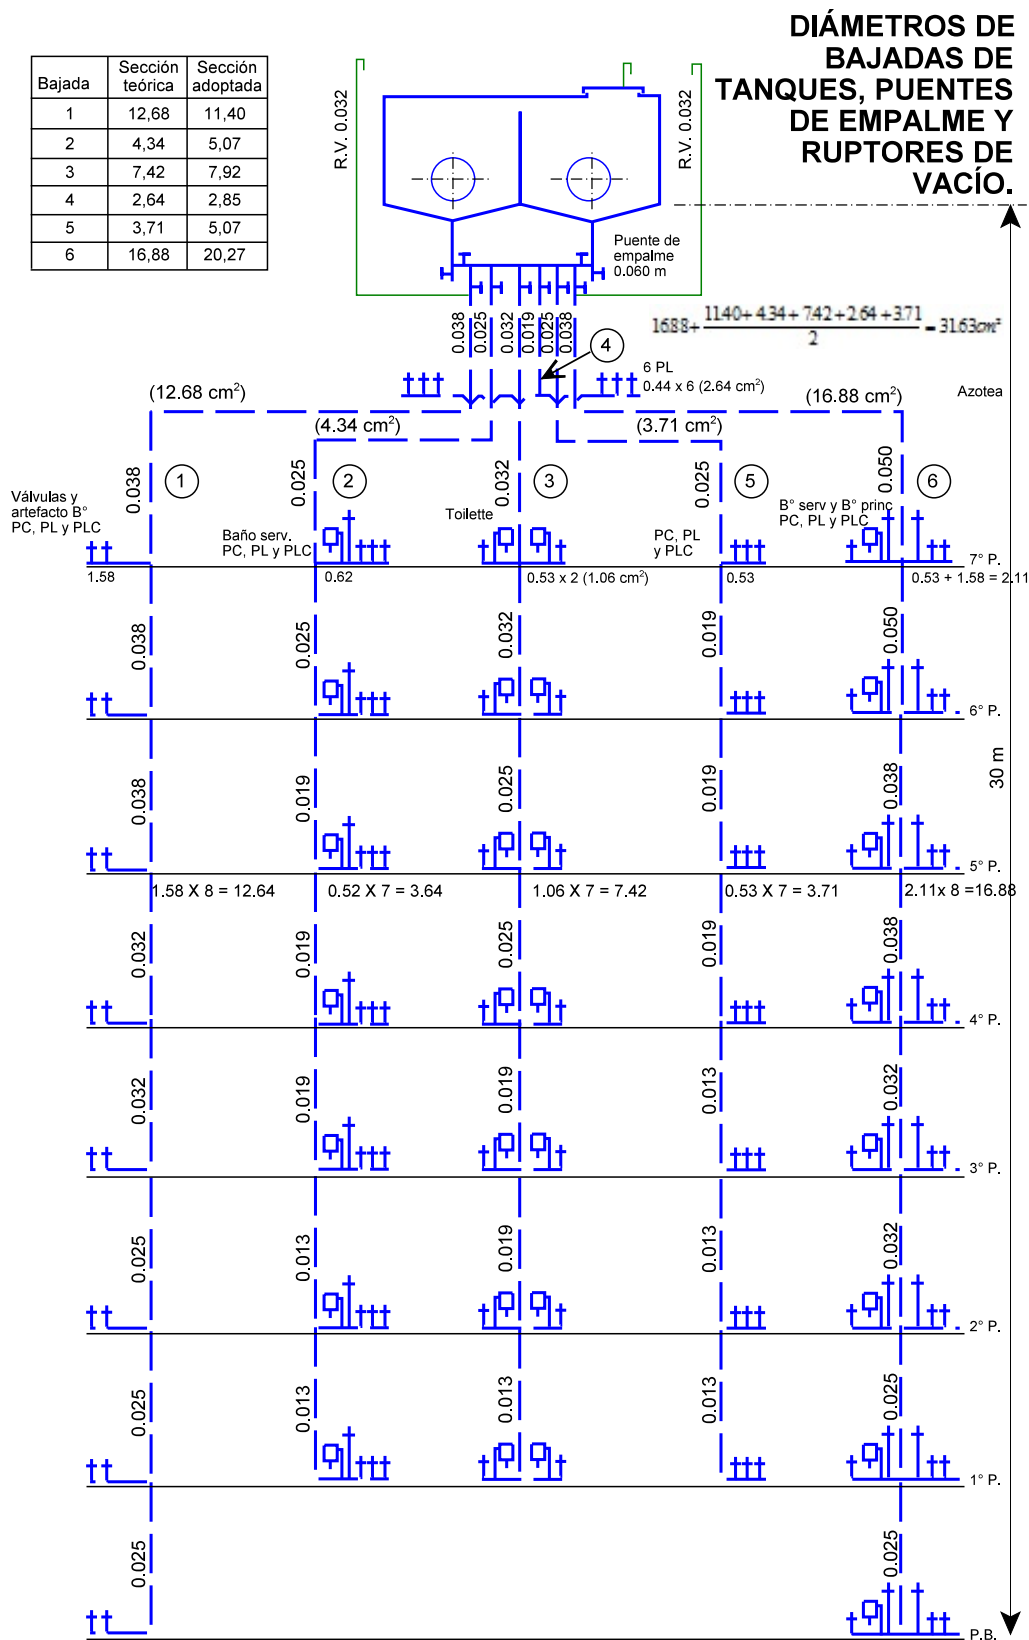 DIÁMETROS DE
BAJADAS DE
TANQUES, PUENTES
DE EMPALME Y
RUPTORES DE
VACÍO.
Bajada
Sección
teórica
Sección
adoptada
1 12,68 11,40
2 4,34 5,07
3 7,42 7,92
4 2,64 2,85
5 3,71 5,07
6 16,88 20,27
R.V. 0.032
R.V. 0.032
Puente de
empalme
0.060 m
1688+ (1140+434+742+264+371)/2 = 3163cm²
0.038
0.025
0.032
0.019
0.025
0.038
4
6 PL
0.44 x 6 (2.64 cm²)
Azotea
(12.68 cm²)
(4.34 cm²)
(3.71 cm²)
(16.88 cm²)
0.038
1
0.025
2
0.032
3
0.025
5
0.050
6
Válvulas y
artefacto B°
PC, PL y PLC
Baño serv.
PC, PL y PLC
Toilette
PC, PL
y PLC
B° serv y B° princ
PC, PL y PLC
7° P.
1.58
0.62
0.53 x 2 (1.06 cm²)
0.53
0.53 + 1.58 = 2.11
0.038
0.025
0.032
0.019
0.050
6° P.
0.038
0.019
0.025
0.019
0.038
30 m
5° P.
1.58 X 8 = 12.64
0.52 X 7 = 3.64
1.06 X 7 = 7.42
0.53 X 7 = 3.71
2.11x 8 =16.88
0.032
0.019
0.025
0.019
0.038
4° P.
0.032
0.019
0.019
0.013
0.032
3° P.
0.025
0.013
0.019
0.013
0.032
2° P.
0.025
0.013
0.013
0.013
0.025
1° P.
0.025
0.025
P.B.